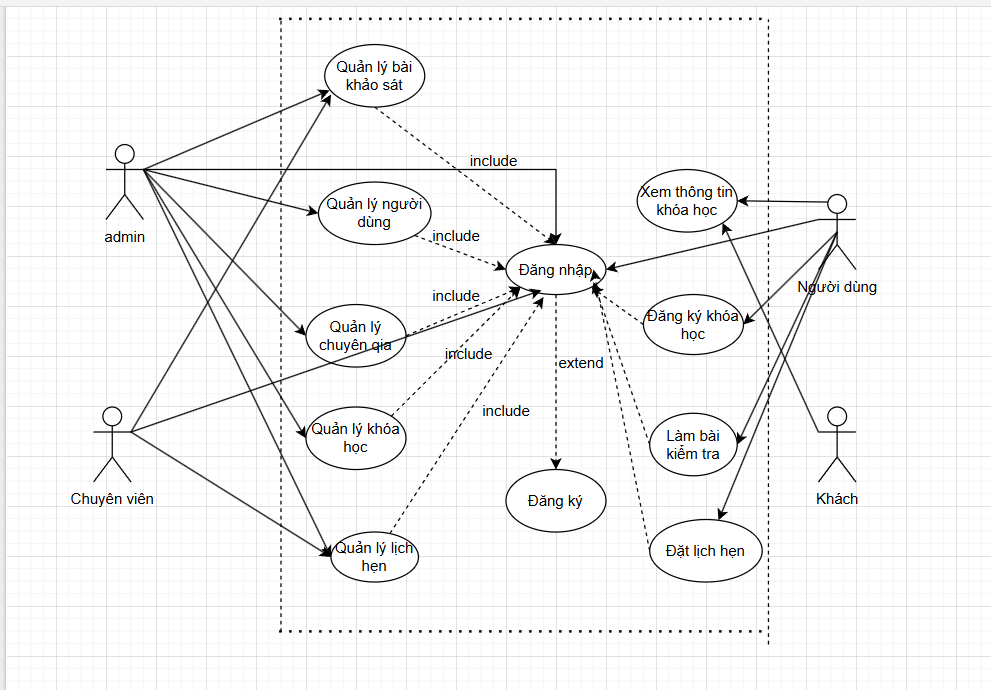 Quản lý bài
khảo sát
include
admin
Quản lý người
dùng
include
Xem thông tin
khóa học
Đăng nhập
Người dùng
include
Quản lý
chuyên gia
Đăng ký khóa
học
include
extend
Quản lý khóa
học
include
Làm bài
kiểm tra
Chuyên viên
Khách
Đăng ký
Quản lý lịch
hẹn
Đặt lịch hẹn